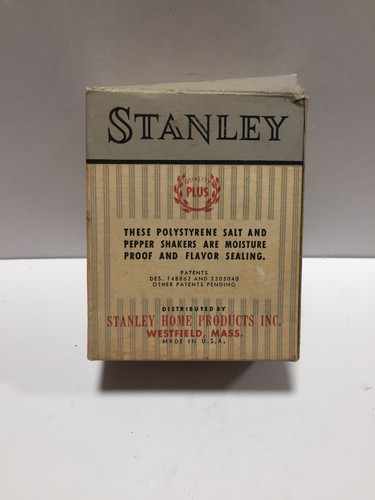 STANLEY
QUALITY
PLUS
THESE POLYSTYRENE SALT AND
PEPPER SHAKERS ARE MOISTURE
PROOF AND FLAVOR SEALING.
PATENTS
DES. 148862 AND 2205040
OTHER PATENTS PENDING
DISTRIBUTED BY
STANLEY HOME PRODUCTS INC.
WESTFIELD, MASS.
MADE IN U.S.A.